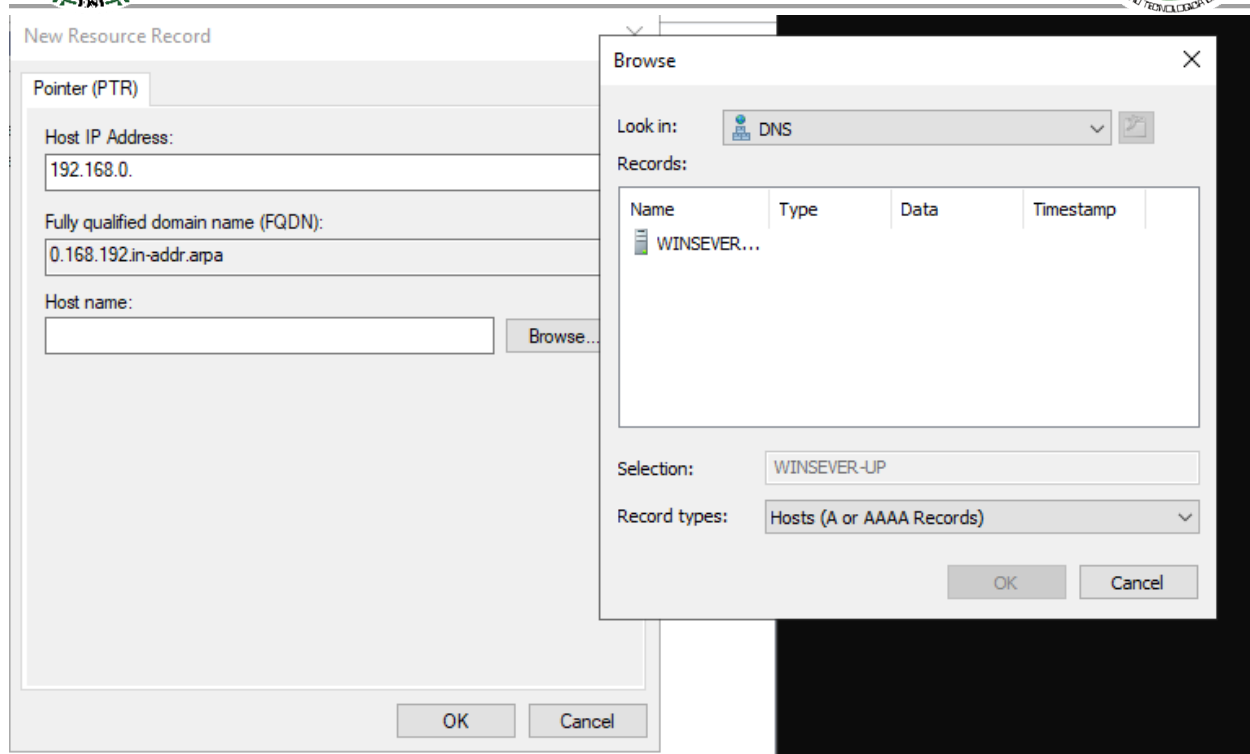 New Resource Record
Pointer (PTR)
Host IP Address:
192.168.0.
Fully qualified domain name (FQDN):
0.168.192.in-addr.arpa
Host name:
Browse...
OK Cancel
Browse
Look in: DNS
Records:
Name Type Data Timestamp
WINSEVER...
Selection: WINSEVER-UP
Record types: Hosts (A or AAAA Records)
OK Cancel